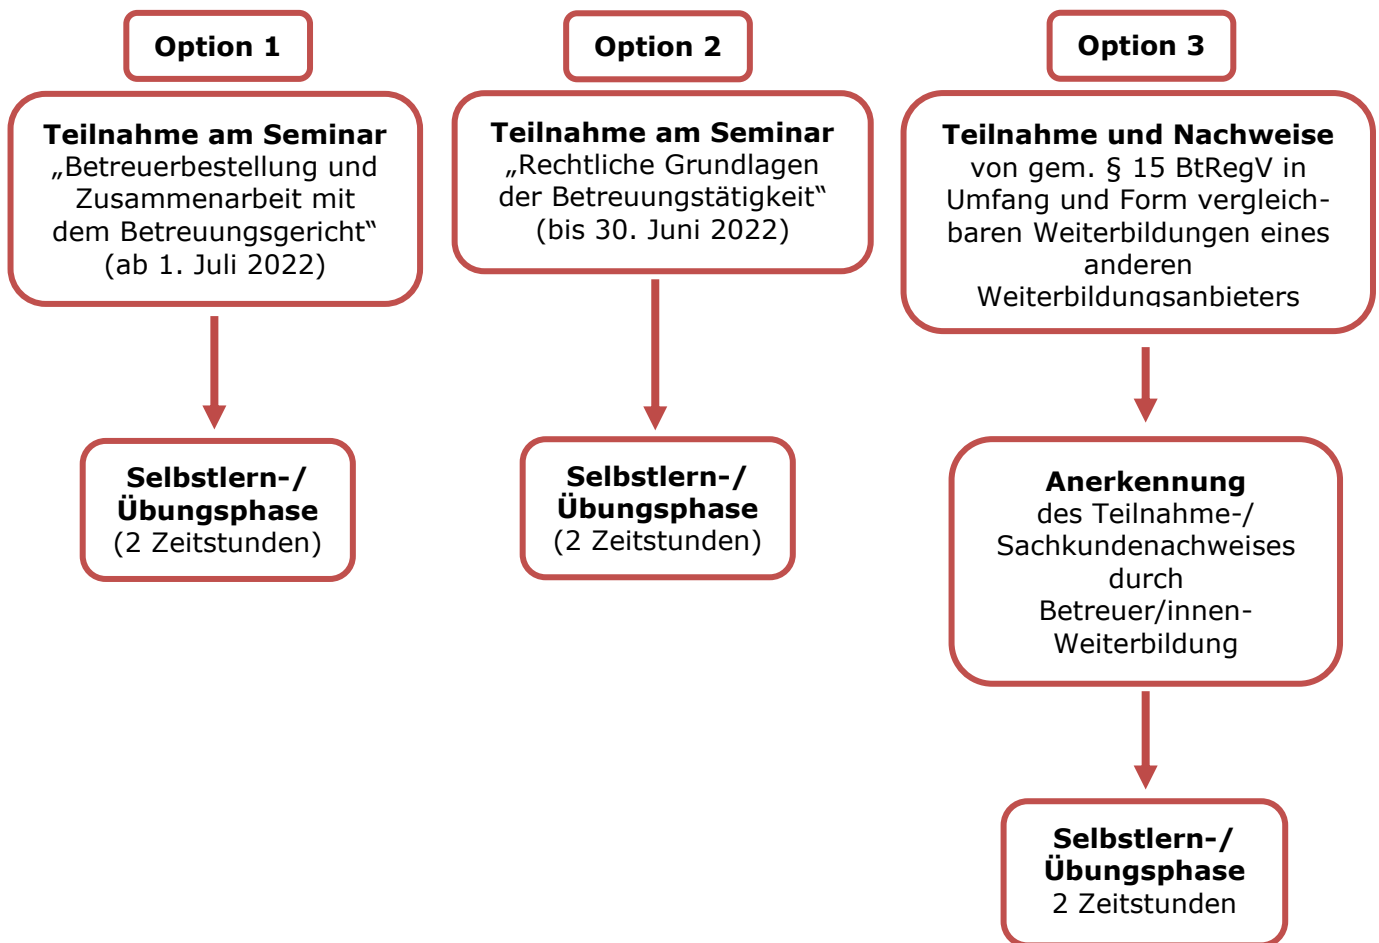 Option 1
Teilnahme am Seminar
„Betreuerbestellung und
Zusammenarbeit mit
dem Betreuungsgericht“
(ab 1. Juli 2022)
Selbstlern-/
Übungsphase
(2 Zeitstunden)
Option 2
Teilnahme am Seminar
„Rechtliche Grundlagen
der Betreuungstätigkeit“
(bis 30. Juni 2022)
Selbstlern-/
Übungsphase
(2 Zeitstunden)
Option 3
Teilnahme und Nachweise
von gem. § 15 BtRegV in
Umfang und Form vergleich-
baren Weiterbildungen eines
anderen
Weiterbildungsanbieters
Anerkennung
des Teilnahme-/
Sachkundenachweises
durch
Betreuer/innen-
Weiterbildung
Selbstlern-/
Übungsphase
2 Zeitstunden